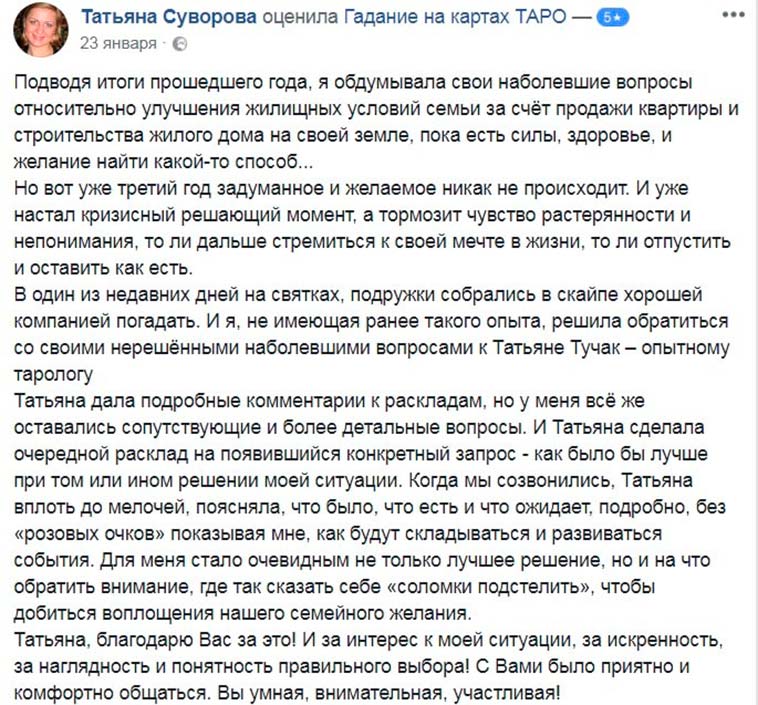 Татьяна Суворова оценила Гадание на картах ТАРО — 5★
23 января ·
Подводя итоги прошедшего года, я обдумывала свои наболевшие вопросы
относительно улучшения жилищных условий семьи за счёт продажи квартиры и
строительства жилого дома на своей земле, пока есть силы, здоровье, и
желание найти какой-то способ...
Но вот уже третий год задуманное и желаемое никак не происходит. И уже
настал кризисный решающий момент, а тормозит чувство растерянности и
непонимания, то ли дальше стремиться к своей мечте в жизни, то ли отпустить
и оставить как есть.
В один из недавних дней на святках, подружки собрались в скайпе хорошей
компанией погадать. И я, не имеющая ранее такого опыта, решила обратиться
со своими нерешёнными наболевшими вопросами к Татьяне Тучак – опытному
тарологу
Татьяна дала подробные комментарии к раскладам, но у меня всё же
оставались сопутствующие и более детальные вопросы. И Татьяна сделала
очередной расклад на появившийся конкретный запрос - как было бы лучше
при том или ином решении моей ситуации. Когда мы созвонились, Татьяна
вплоть до мелочей, поясняла, что было, что есть и что ожидает, подробно, без
«розовых очков» показывая мне, как будут складываться и развиваться
события. Для меня стало очевидным не только лучшее решение, но и на что
обратить внимание, где так сказать себе «соломки подстелить», чтобы
добиться воплощения нашего семейного желания.
Татьяна, благодарю Вас за это! И за интерес к моей ситуации, за искренность,
за наглядность и понятность правильного выбора! С Вами было приятно и
комфортно общаться. Вы умная, внимательная, участливая!